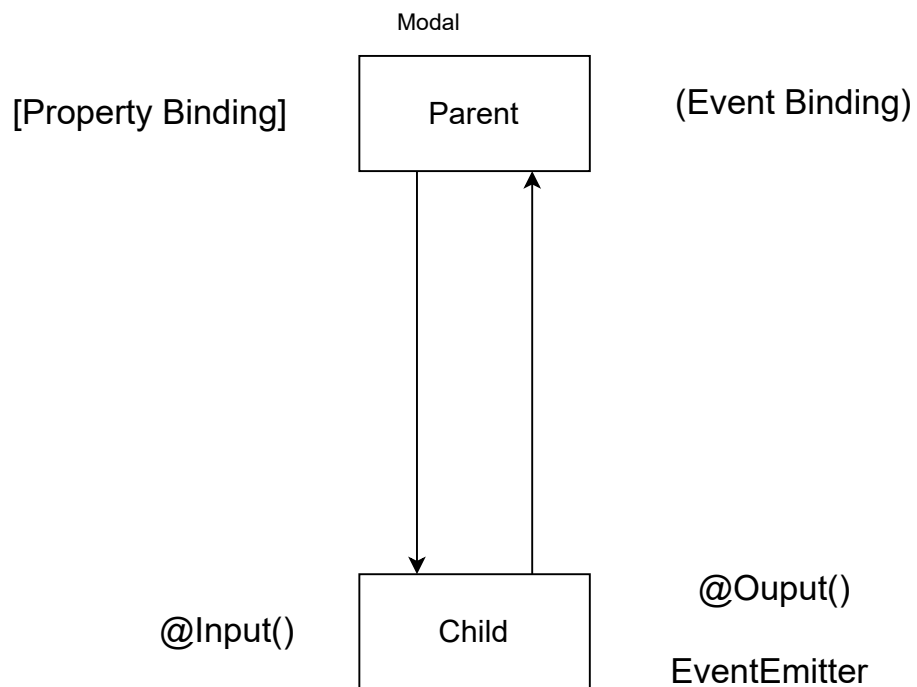 Modal
[Property Binding]
Parent
(Event Binding)
@Input()
Child
@Ouput()
EventEmitter